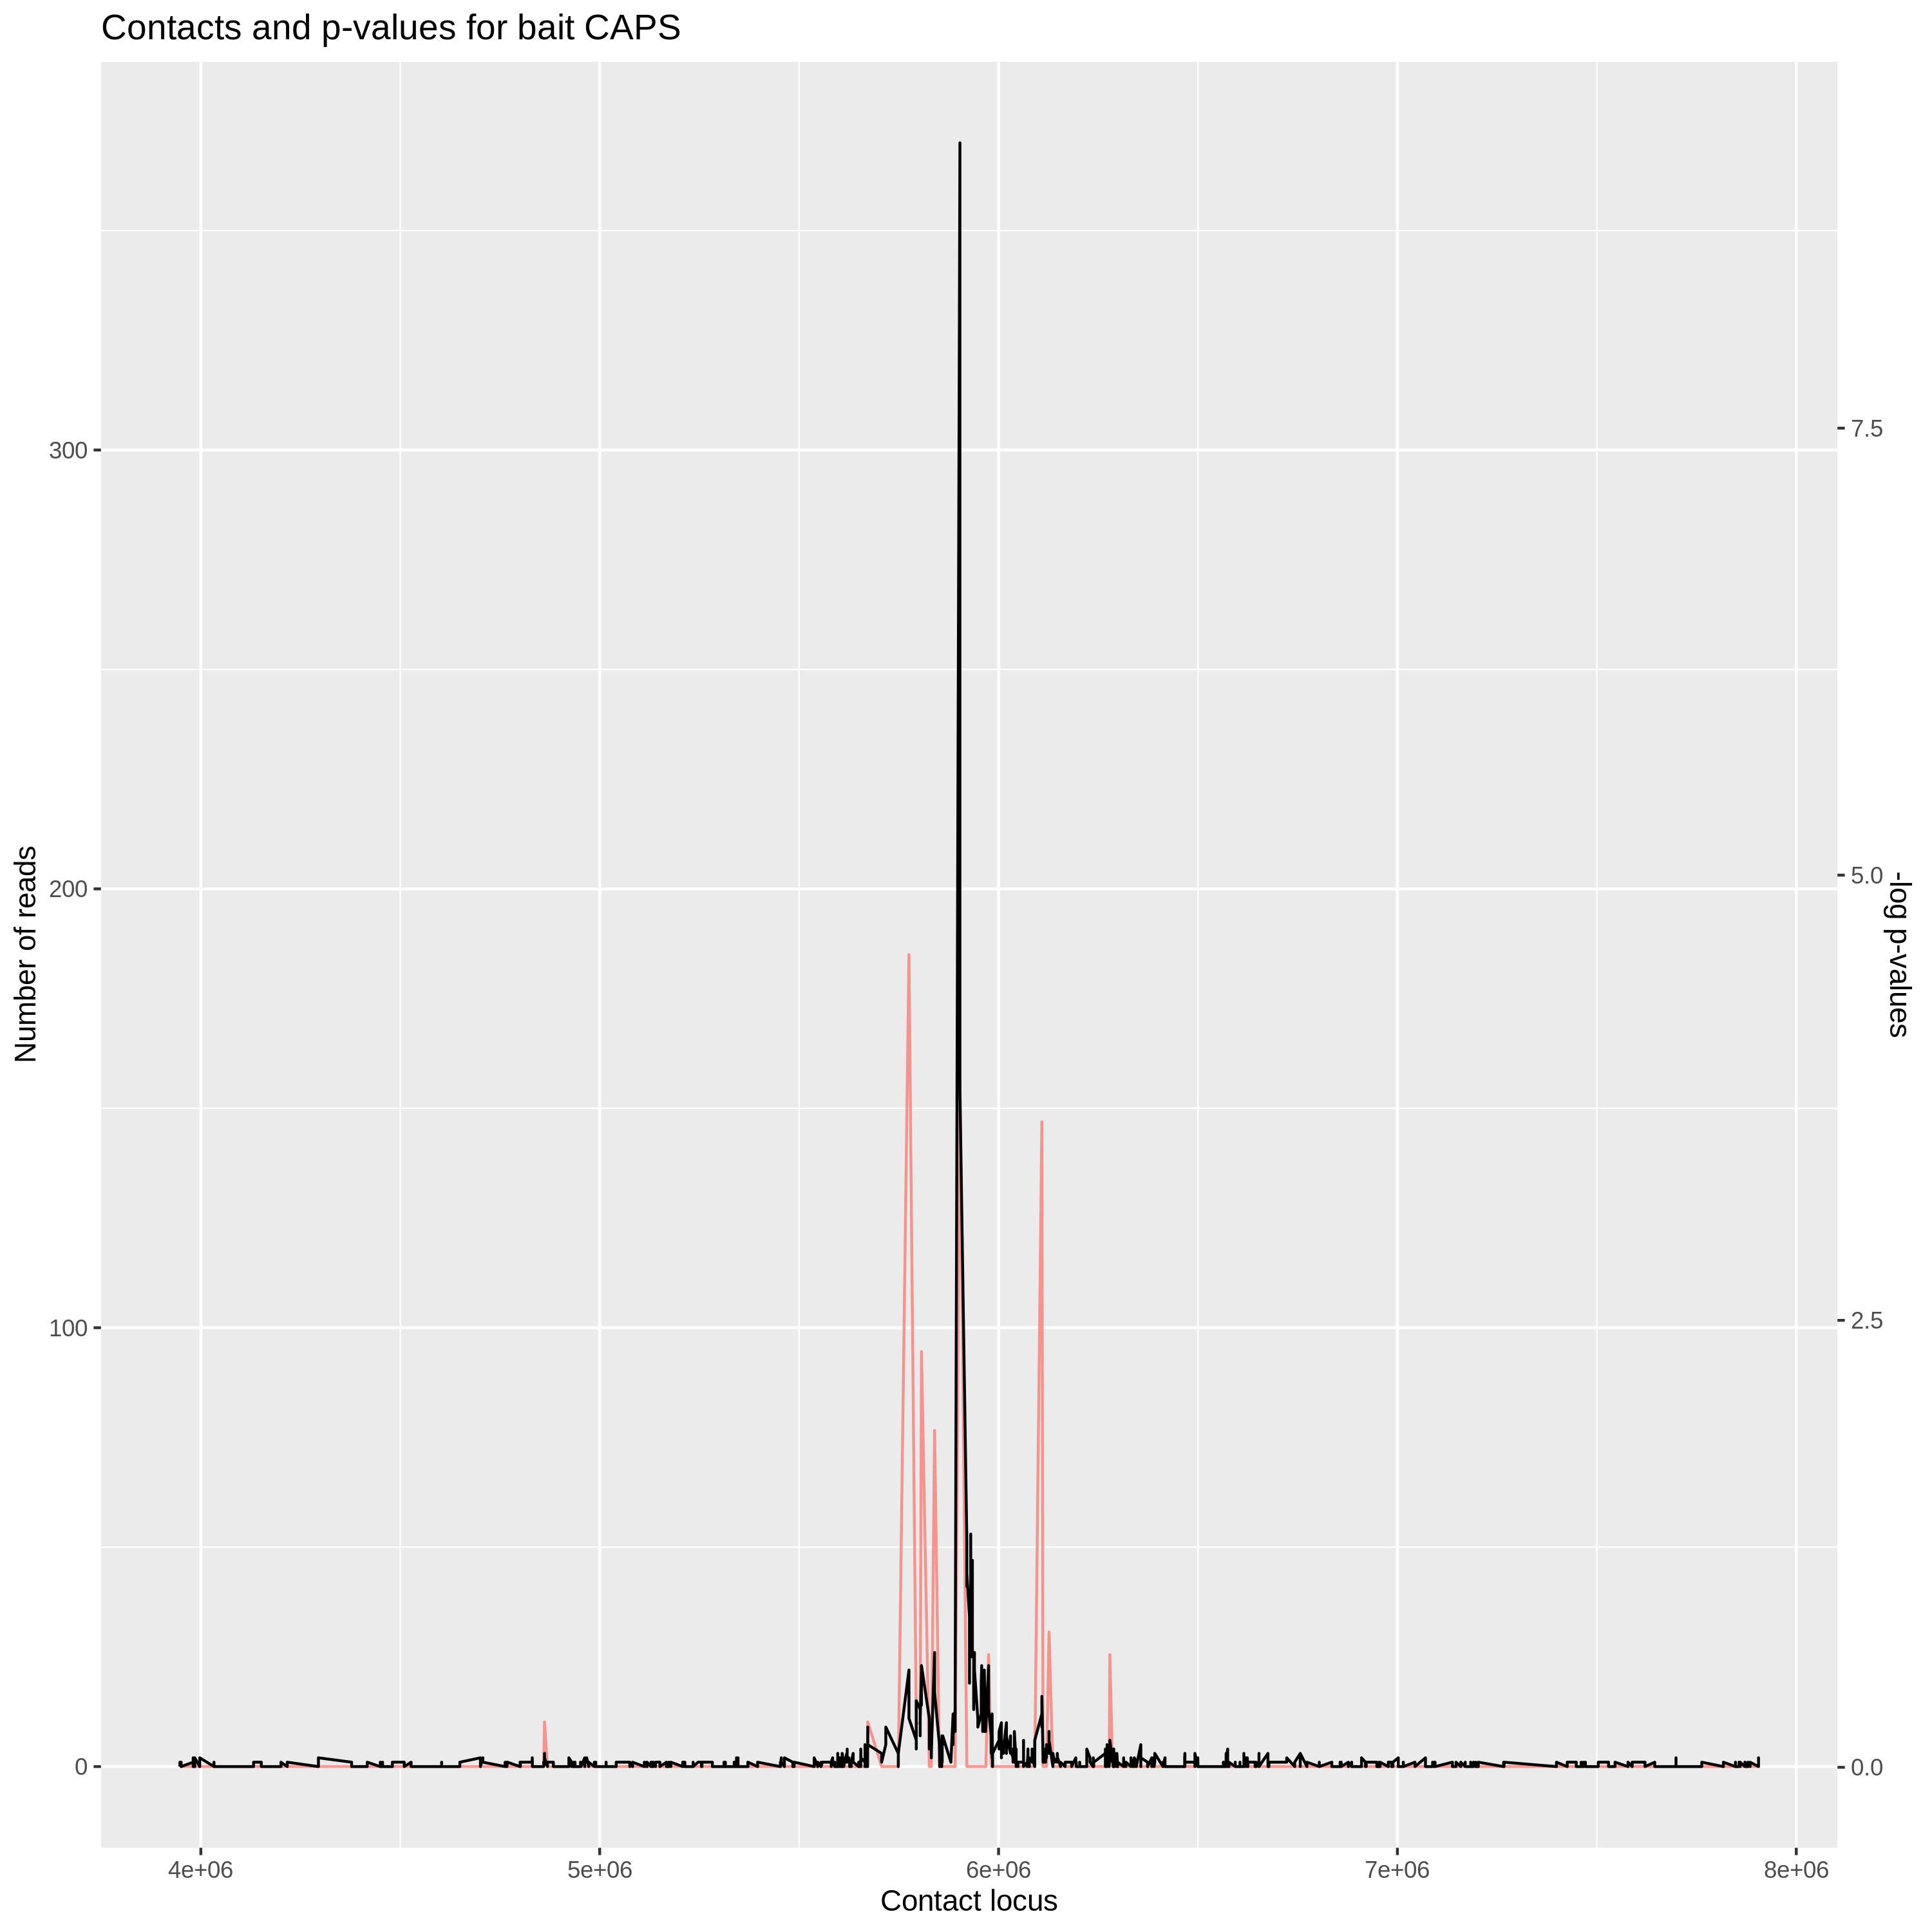 Contacts and p-values for bait CAPS
Number of reads
300
200
100
0
7.5
5.0
2.5
0.0
-log p-values
4e+06
5e+06
6e+06
7e+06
8e+06
Contact locus